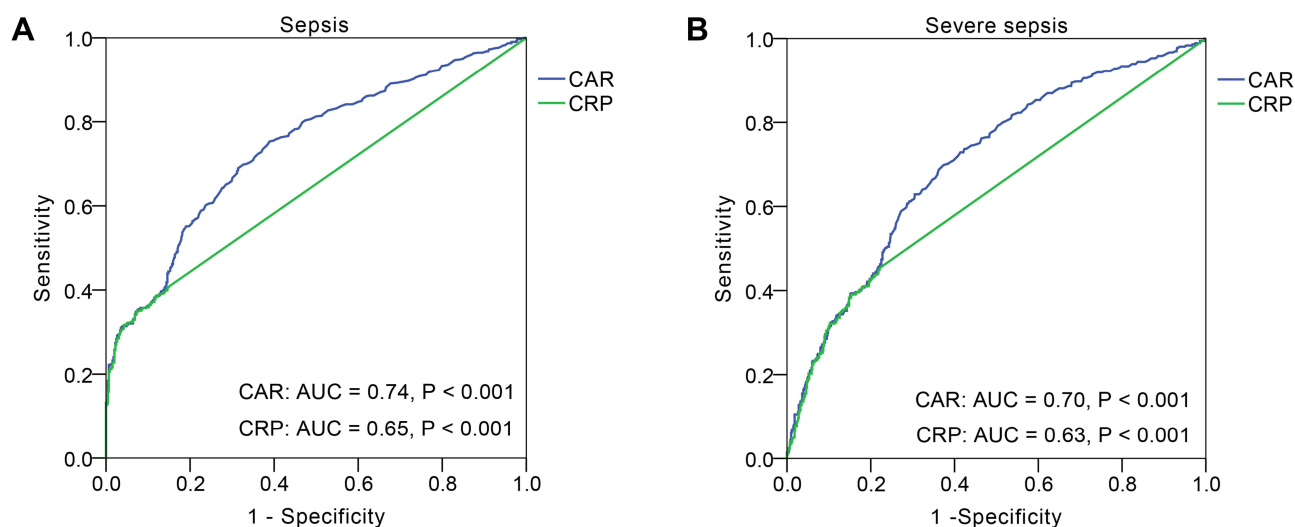 A
Sepsis
1.0
0.8
0.6
0.4
0.2
0.0
Sensitivity
0.0 0.2 0.4 0.6 0.8 1.0
1 - Specificity
CAR
CRP
CAR: AUC = 0.74, P < 0.001
CRP: AUC = 0.65, P < 0.001
B
Severe sepsis
1.0
0.8
0.6
0.4
0.2
0.0
Sensitivity
0.0 0.2 0.4 0.6 0.8 1.0
1 -Specificity
CAR
CRP
CAR: AUC = 0.70, P < 0.001
CRP: AUC = 0.63, P < 0.001